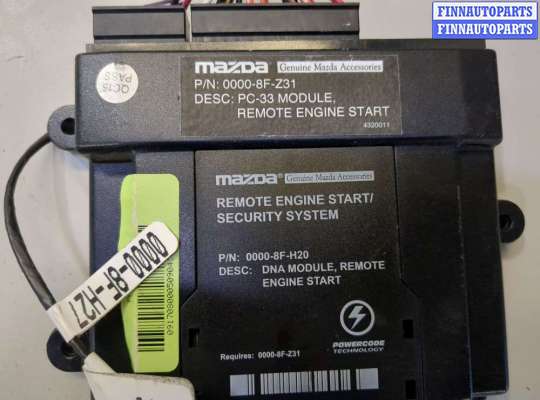 FINNAUTOPARTS
FINNAUTOPARTS
QC15
PASS
mazda Genuine Mazda Accessories
P/N: 0000-8F-Z31
DESC: PC-33 MODULE,
REMOTE ENGINE START
4320011
mazda® Genuine Mazda Accessories
REMOTE ENGINE START/
SECURITY SYSTEM
P/N: 0000-8F-H20
DESC: DNA MODULE, REMOTE
ENGINE START
0000-8F-H27
POWERCODE
TECHNOLOGY
Requires: 0000-8F-Z31